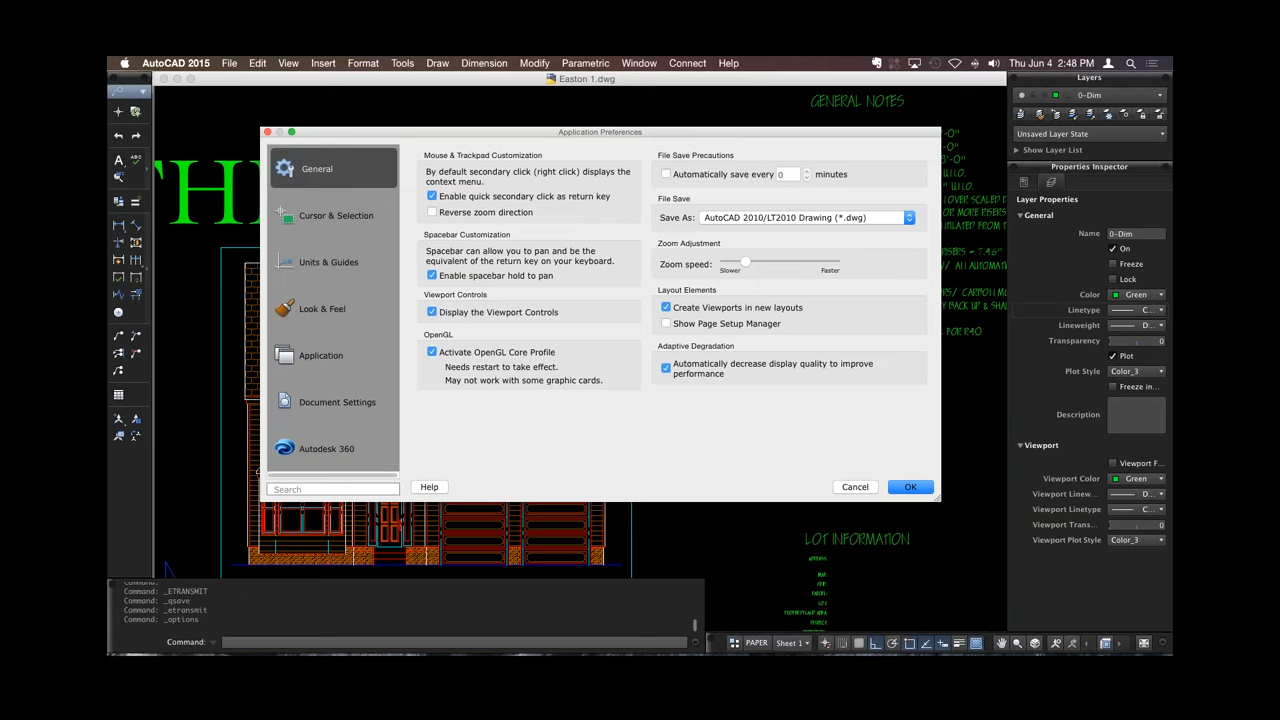 AutoCAD 2015 File Edit View Insert Format Tools Draw Dimension Modify Parametric Window Connect Help Thu Jun 4 2:48 PM
Easton 1.dwg
Layers
0-Dim
Unsaved Layer State
Show Layer List
Properties Inspector
Layer Properties
General
Name 0-Dim
On
Freeze
Lock
Color Green
Linetype C...
Lineweight D...
Transparency 0
Plot
Plot Style Color_3
Freeze in...
Description
Viewport
Viewport F...
Viewport Color Green
Viewport Linew... D...
Viewport Linetype C...
Viewport Trans... 0
Viewport Plot Style Color_3
GENERAL NOTES
TH
Application Preferences
General
Cursor & Selection
Units & Guides
Look & Feel
Application
Document Settings
Autodesk 360
Search
Mouse & Trackpad Customization
By default secondary click (right click) displays the
context menu.
Enable quick secondary click as return key
Reverse zoom direction
Spacebar Customization
Spacebar can allow you to pan and be the
equivalent of the return key on your keyboard.
Enable spacebar hold to pan
Viewport Controls
Display the Viewport Controls
OpenGL
Activate OpenGL Core Profile
Needs restart to take effect.
May not work with some graphic cards.
File Save Precautions
Automatically save every 0 minutes
File Save
Save As: AutoCAD 2010/LT2010 Drawing (*.dwg)
Zoom Adjustment
Zoom speed:
Slower Faster
Layout Elements
Create Viewports in new layouts
Show Page Setup Manager
Adaptive Degradation
Automatically decrease display quality to improve
performance
Help
Cancel
OK
LOT INFORMATION
Command: _ETRANSMIT
Command: _qsave
Command: _etransmit
Command: _options
Command:
PAPER Sheet 1